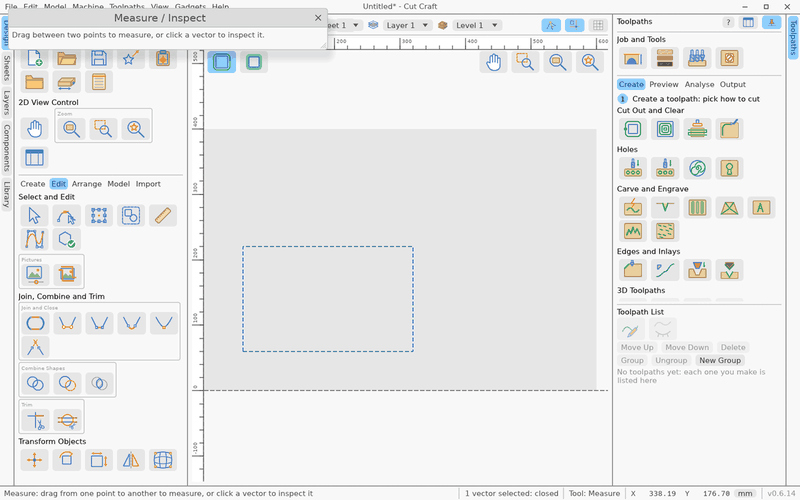 File Edit Model Machine Toolpaths View Gadgets Help
Untitled* - Cut Craft
Measure / Inspect
Drag between two points to measure, or click a vector to inspect it.
Layer 1
Level 1
Sheets
Layers
Components
Library
2D View Control
Zoom
Create
Edit
Arrange
Model
Import
Select and Edit
Pictures
Join, Combine and Trim
Join and Close
Combine Shapes
Trim
Transform Objects
200
300
400
500
600
500
400
300
200
100
0
-100
Toolpaths
?
Job and Tools
Create
Preview
Analyse
Output
1 Create a toolpath: pick how to cut
Cut Out and Clear
Holes
Carve and Engrave
Edges and Inlays
3D Toolpaths
Toolpath List
Move Up
Move Down
Delete
Group
Ungroup
New Group
No toolpaths yet: each one you make is
listed here
Toolpaths
Measure: drag from one point to another to measure, or click a vector to inspect it
1 vector selected: closed
Tool: Measure
X 338.19 Y 176.70 mm
v0.6.14